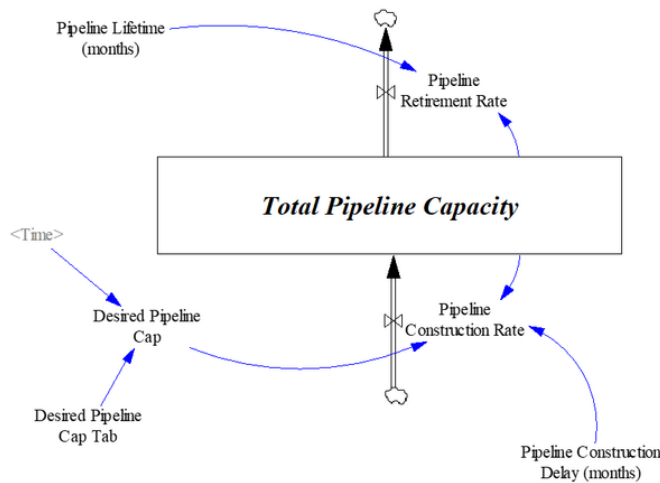 Pipeline Lifetime
(months)
Pipeline
Retirement Rate
Total Pipeline Capacity
<Time>
Desired Pipeline
Cap
Pipeline
Construction Rate
Desired Pipeline
Cap Tab
Pipeline Construction
Delay (months)